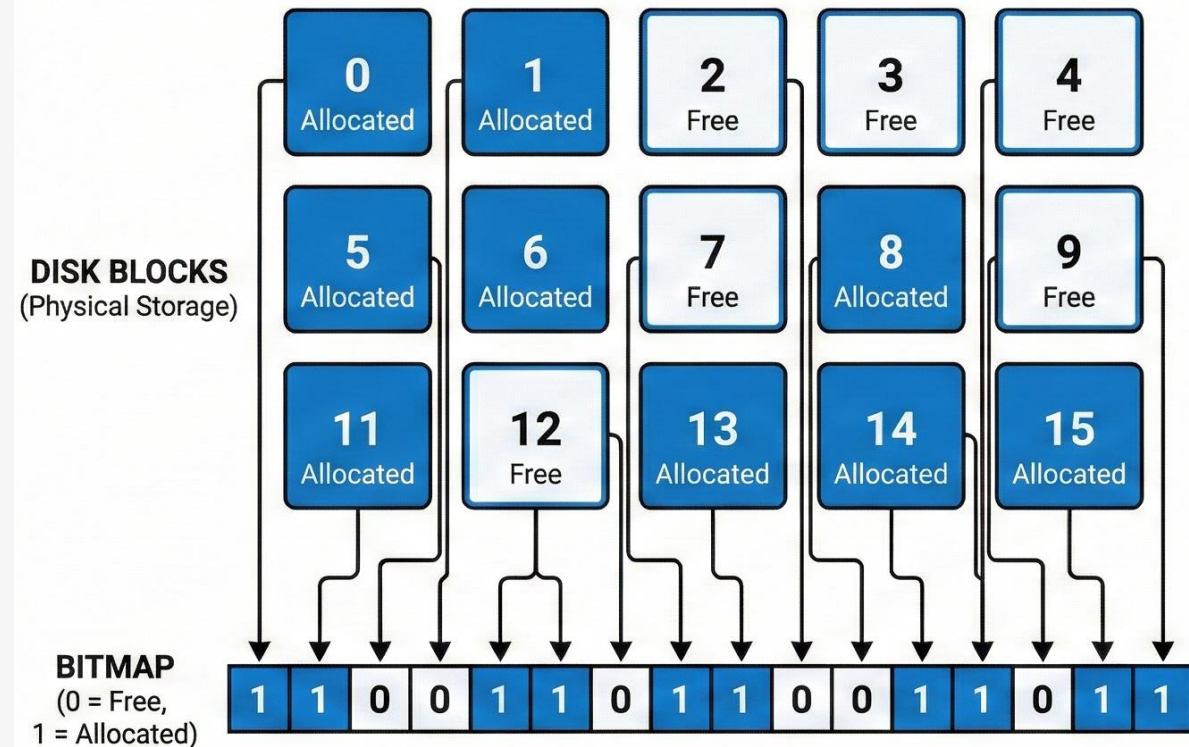 0
Allocated
1
Allocated
2
Free
3
Free
4
Free
DISK BLOCKS
(Physical Storage)
5
Allocated
6
Allocated
7
Free
8
Allocated
9
Free
11
Allocated
12
Free
13
Allocated
14
Allocated
15
Allocated
BITMAP
(0 = Free,
1 = Allocated)
1 1 0 0 1 1 0 1 1 0 0 1 1 0 1 1